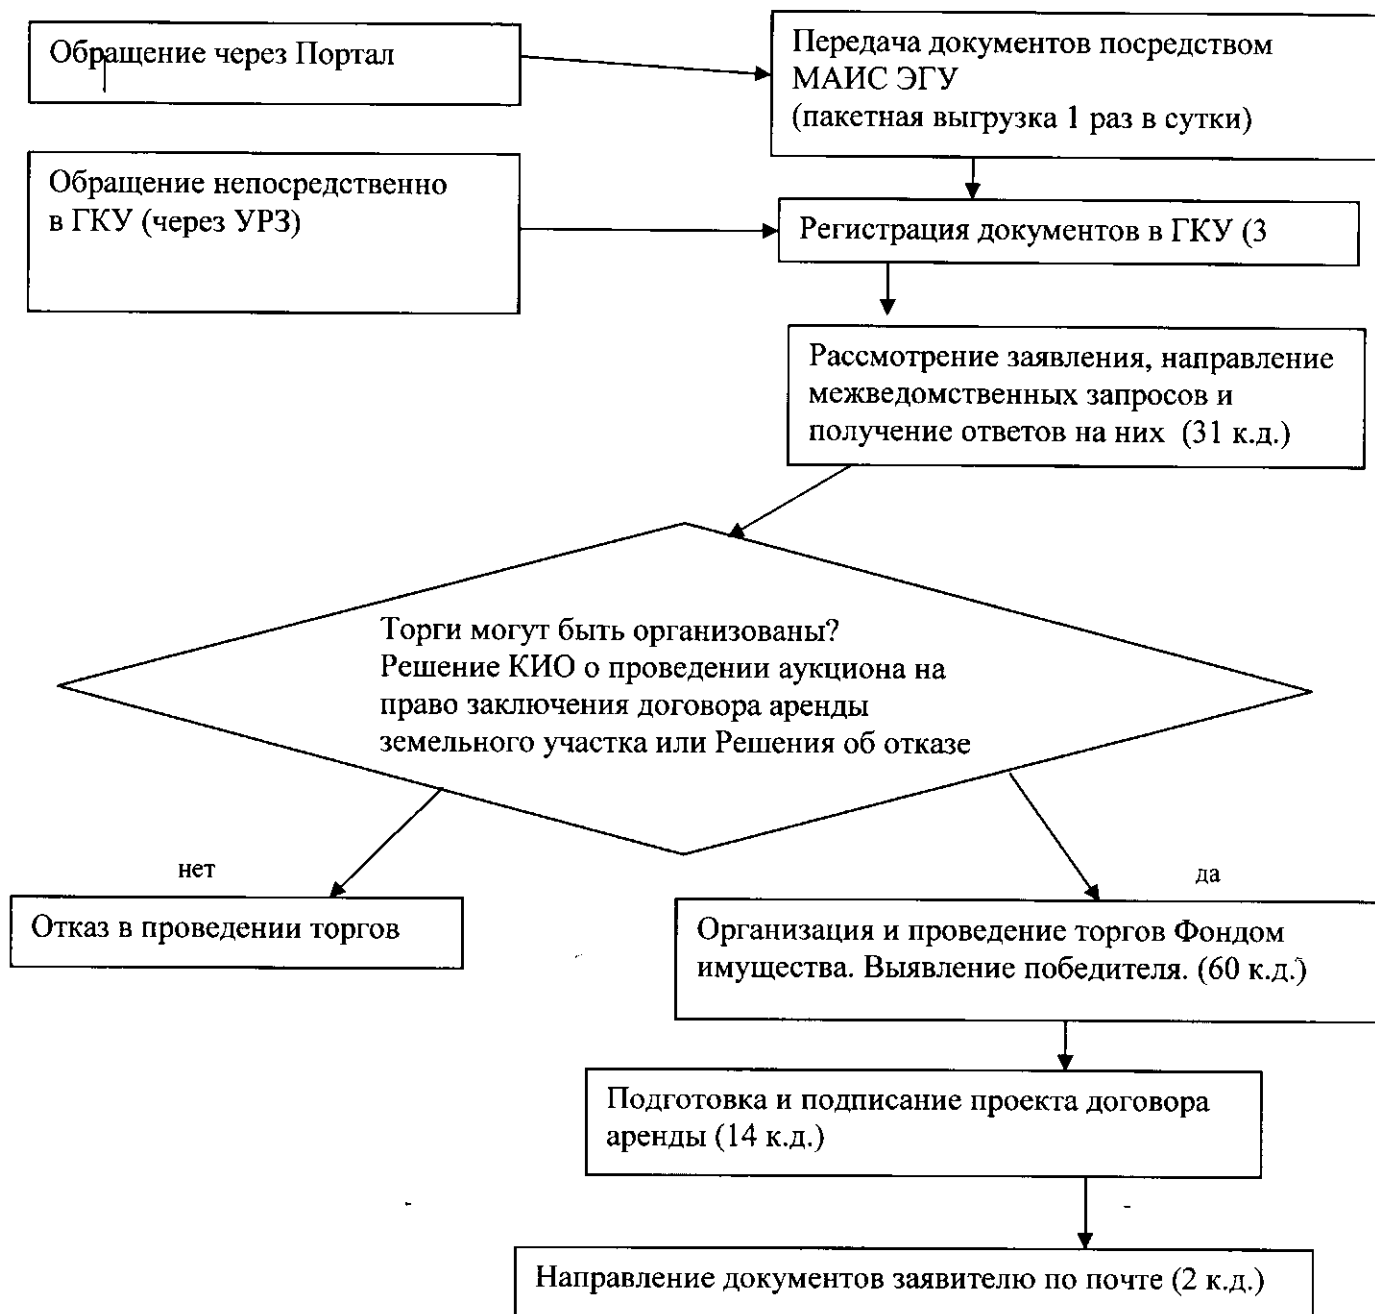 Обращение через Портал
Передача документов посредством
МАИС ЭГУ
(пакетная выгрузка 1 раз в сутки)
Обращение непосредственно
в ГКУ (через УРЗ)
Регистрация документов в ГКУ (3
Рассмотрение заявления, направление
межведомственных запросов и
получение ответов на них (31 к.д.)
Торги могут быть организованы?
Решение КИО о проведении аукциона на
право заключения договора аренды
земельного участка или Решения об отказе
нет
да
Отказ в проведении торгов
Организация и проведение торгов Фондом
имущества. Выявление победителя. (60 к.д.)
Подготовка и подписание проекта договора
аренды (14 к.д.)
Направление документов заявителю по почте (2 к.д.)